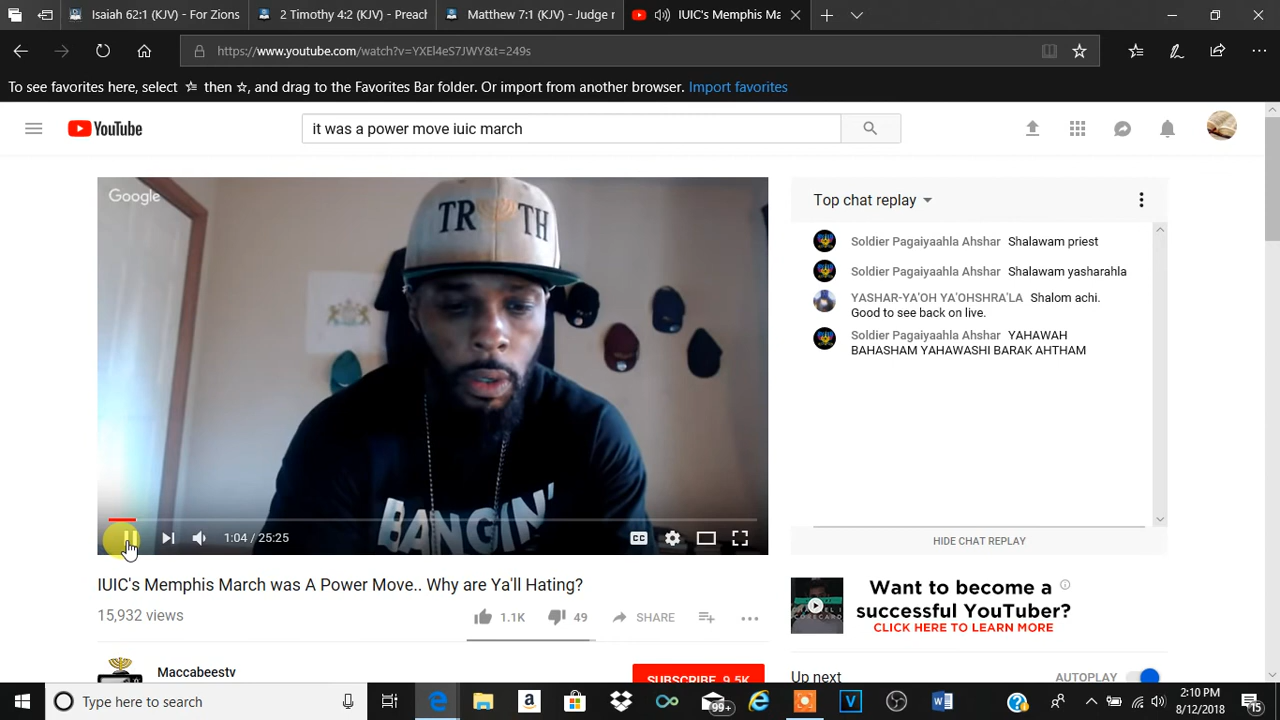 Isaiah 62:1 (KJV) - For Zions
2 Timothy 4:2 (KJV) - Preac
Matthew 7:1 (KJV) - Judge r
IUIC's Memphis Ma
https://www.youtube.com/watch?v=YXEl4eS7JWY&t=249s
To see favorites here, select ☆ then ☆, and drag to the Favorites Bar folder. Or import from another browser. Import favorites
YouTube
it was a power move iuic march
Google
TR TH
BANGIN'
1:04 / 25:25
CC
Top chat replay
Soldier Pagaiyaahla Ahshar Shalawam priest
Soldier Pagaiyaahla Ahshar Shalawam yasharahla
YASHAR-YA'OH YA'OHSHRA'LA Shalom achi.
Good to see back on live.
Soldier Pagaiyaahla Ahshar YAHAWAH
BAHASHAM YAHAWASHI BARAK AHTHAM
HIDE CHAT REPLAY
IUIC's Memphis March was A Power Move.. Why are Ya'll Hating?
15,932 views
1.1K
49
SHARE
Want to become a
successful YouTuber?
CLICK HERE TO LEARN MORE
Maccabeestv
SUBSCRIBE 9.5K
Up next
AUTOPLAY
Type here to search
99+
2:10 PM
8/12/2018
15